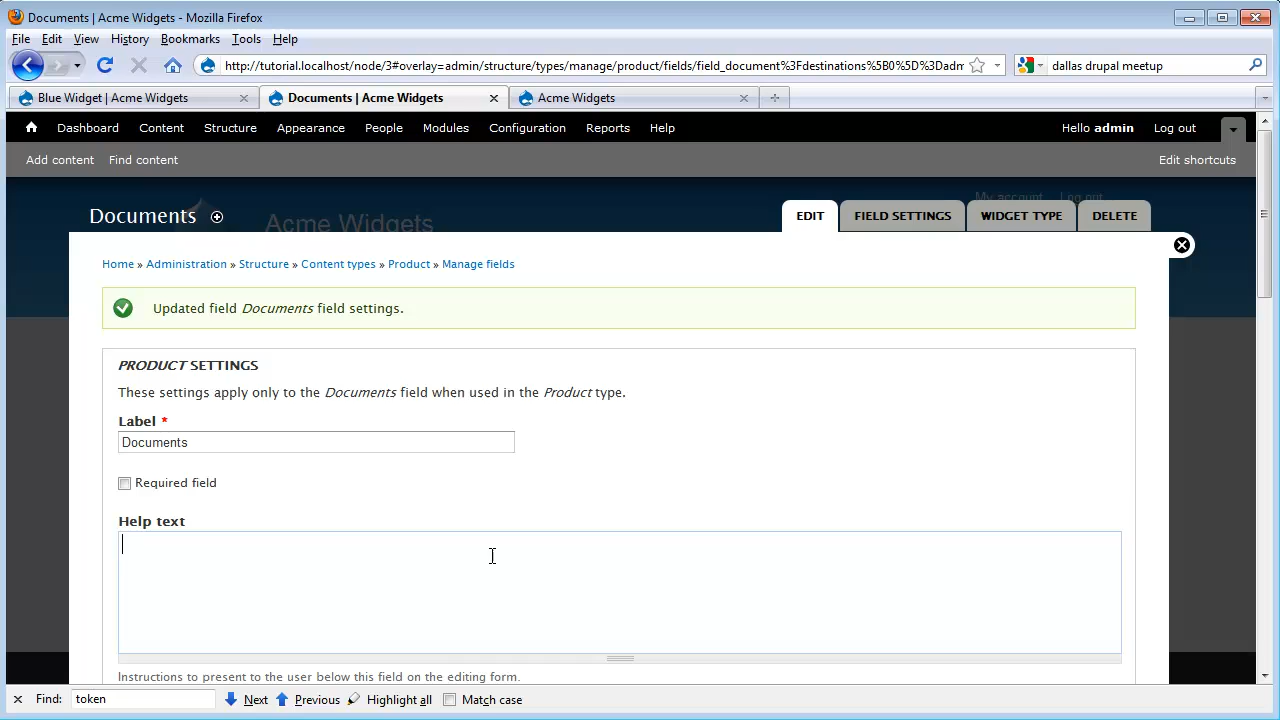 Documents | Acme Widgets - Mozilla Firefox
File Edit View History Bookmarks Tools Help
http://tutorial.localhost/node/3#overlay=admin/structure/types/manage/product/fields/field_document%3Fdestinations%5B0%5D%3Dadm
dallas drupal meetup
Blue Widget | Acme Widgets
Documents | Acme Widgets
Acme Widgets
Dashboard Content Structure Appearance People Modules Configuration Reports Help
Hello admin Log out
Add content Find content
Edit shortcuts
My account Log out
Documents
Acme Widgets
EDIT FIELD SETTINGS WIDGET TYPE DELETE
Home » Administration » Structure » Content types » Product » Manage fields
Updated field Documents field settings.
PRODUCT SETTINGS
These settings apply only to the Documents field when used in the Product type.
Label *
Documents
Required field
Help text
Instructions to present to the user below this field on the editing form.
Find: token Next Previous Highlight all Match case